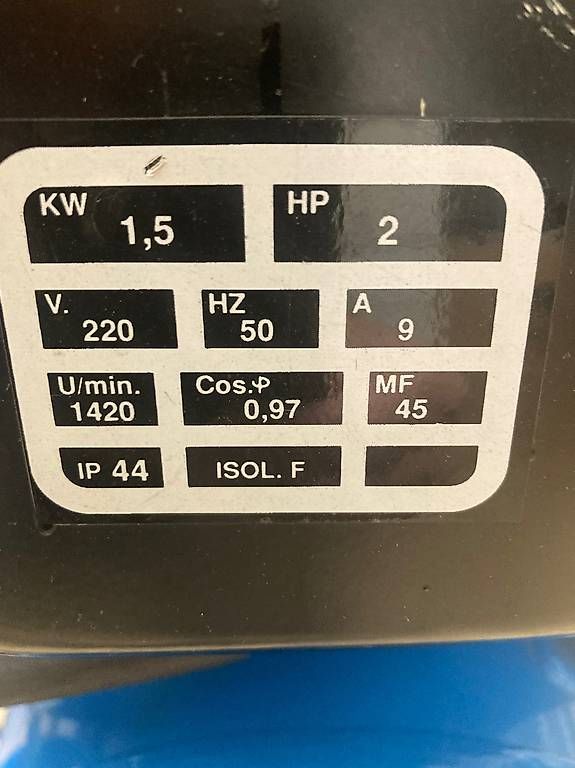 KW 1,5 HP 2
V. 220 HZ 50 A 9
U/min. 1420 Cos.φ 0,97 MF 45
IP 44 ISOL. F